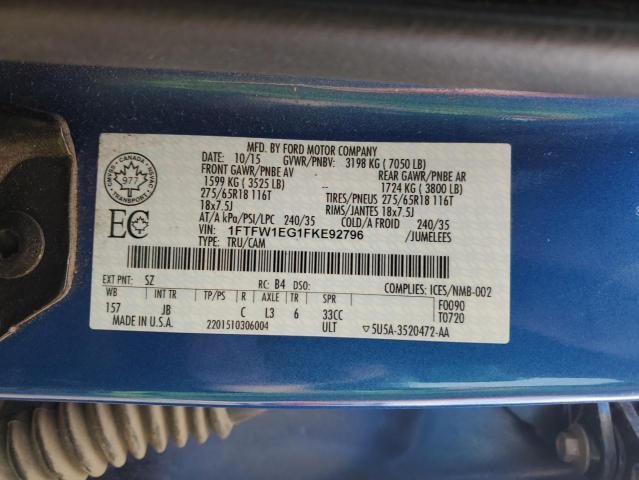 MFD. BY FORD MOTOR COMPANY
DATE: 10/15 GVWR/PNBV: 3198 KG ( 7050 LB)
FRONT GAWR/PNBE AV REAR GAWR/PNBE AR
1599 KG ( 3525 LB) 1724 KG ( 3800 LB)
275/65R18 116T TIRES/PNEUS 275/65R18 116T
18x7.5J RIMS/JANTES 18x7.5J
AT/A kPa/PSI/LPC 240/35 COLD/A FROID 240/35
VIN: 1FTFW1EG1FKE92796 /JUMELEES
TYPE: TRU/CAM
CANADA
977
EC
EXT PNT: SZ RC: B4 DSO: COMPLIES: ICES/NMB-002
WB INT TR TP/PS R AXLE TR SPR F0090
157 JB C L3 6 33CC T0720
MADE IN U.S.A. 2201510306004 ULT 5U5A-3520472-AA